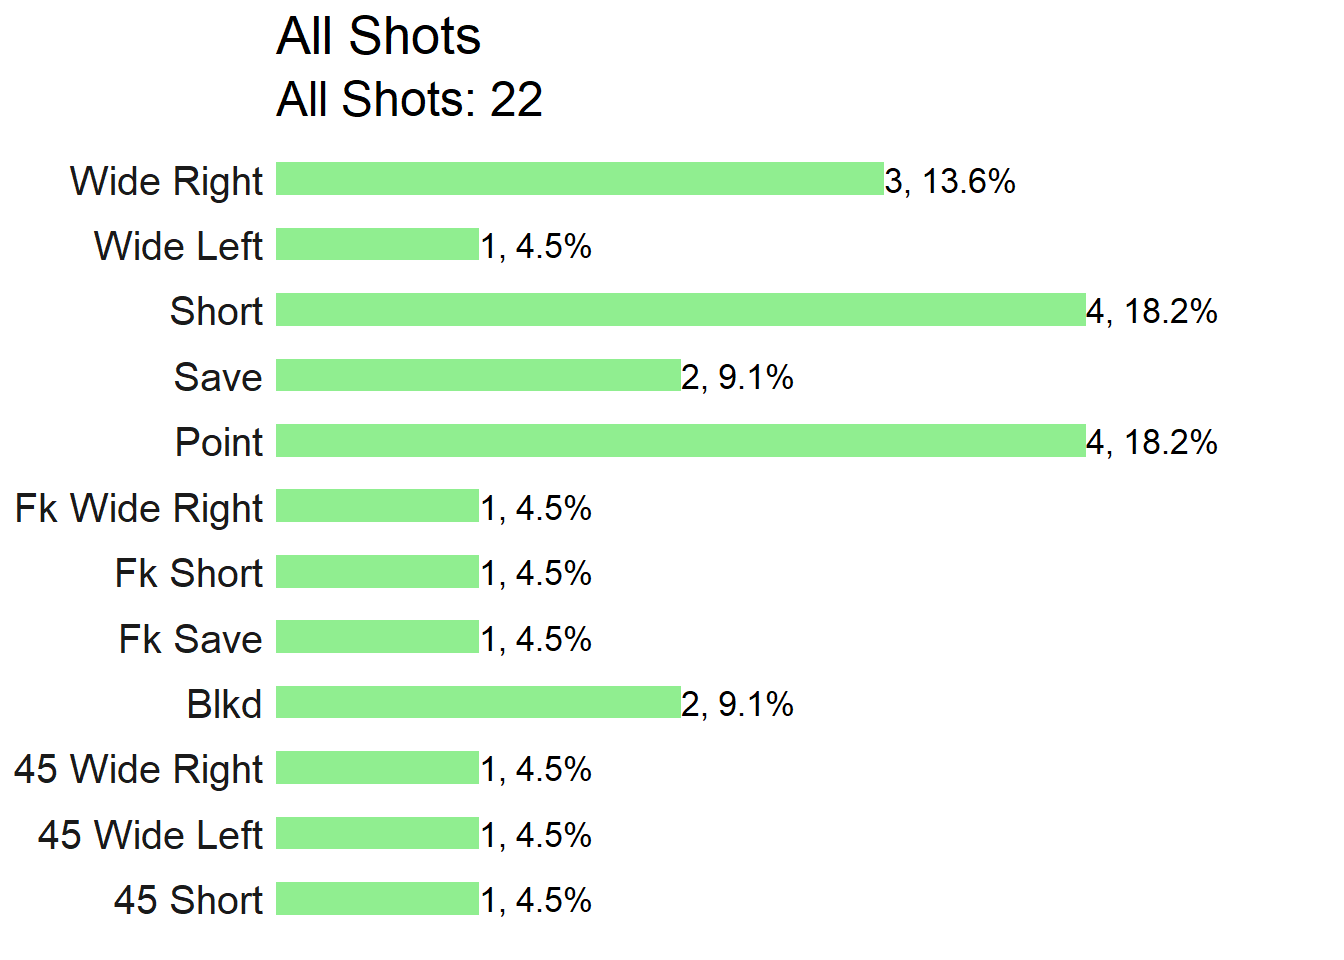 All Shots
All Shots: 22
Wide Right 3, 13.6%
Wide Left 1, 4.5%
Short 4, 18.2%
Save 2, 9.1%
Point 4, 18.2%
Fk Wide Right 1, 4.5%
Fk Short 1, 4.5%
Fk Save 1, 4.5%
Blkd 2, 9.1%
45 Wide Right 1, 4.5%
45 Wide Left 1, 4.5%
45 Short 1, 4.5%